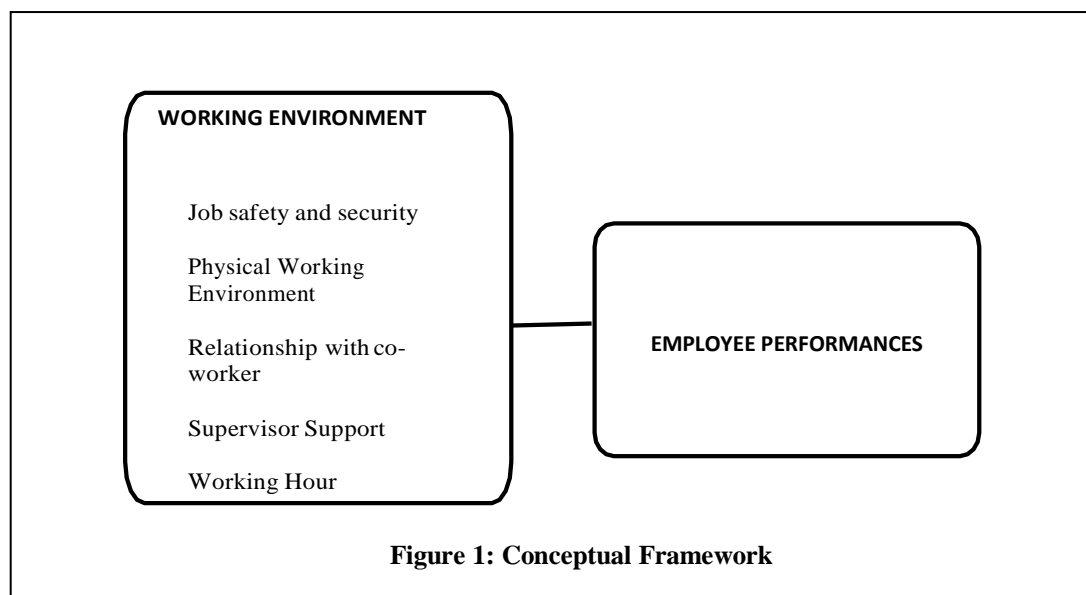 WORKING ENVIRONMENT
Job safety and security
Physical Working
Environment
Relationship with co-
worker
Supervisor Support
Working Hour
EMPLOYEE PERFORMANCES
Figure 1: Conceptual Framework